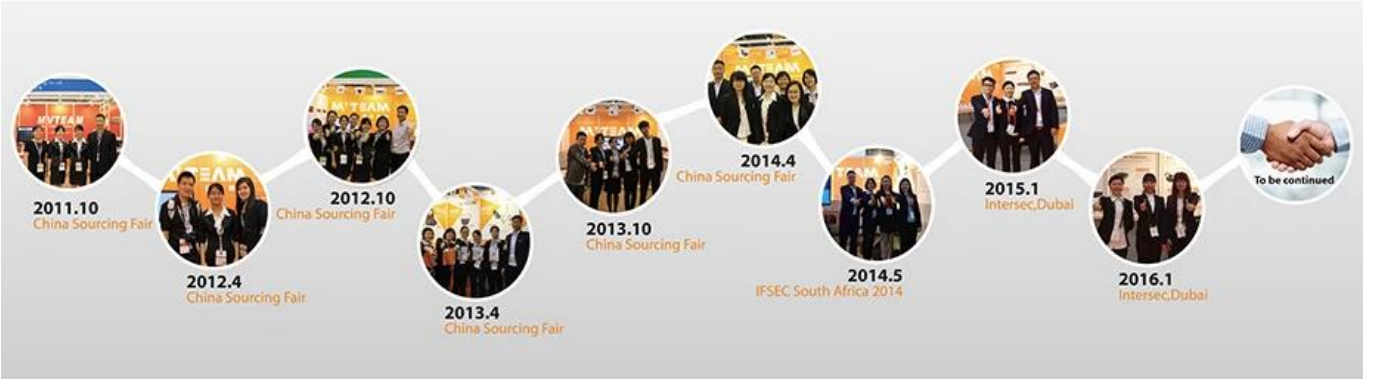 MVTEAM
2011.10
China Sourcing Fair
2012.4
China Sourcing Fair
MVTEAM
2012.10
China Sourcing Fair
2013.4
China Sourcing Fair
2013.10
China Sourcing Fair
2014.4
China Sourcing Fair
2014.5
IFSEC South Africa 2014
2015.1
Intersec,Dubai
2016.1
Intersec,Dubai
To be continued